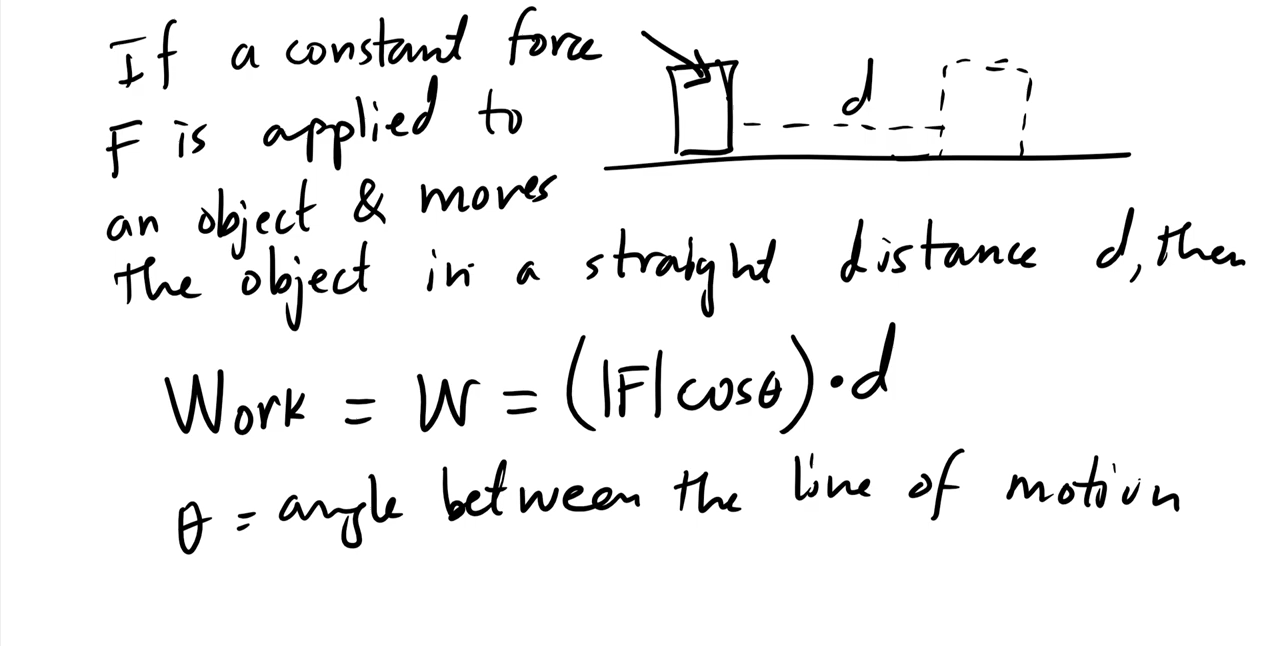 If a constant force
F is applied to
d
an object & moves
the object in a straight distance d, then
Work = W = (|F| cosθ) · d
θ = angle between the line of motion